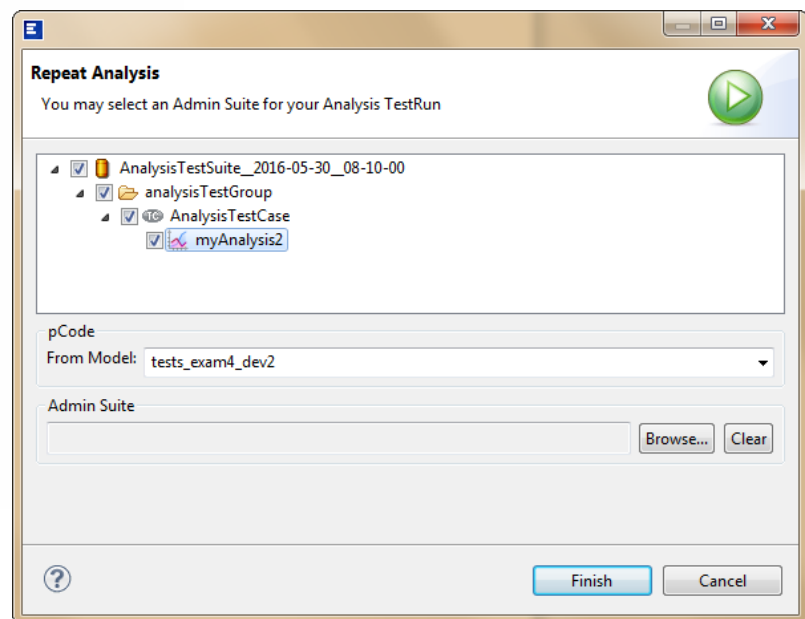 Repeat Analysis
You may select an Admin Suite for your Analysis TestRun
AnalysisTestSuite__2016-05-30__08-10-00
analysisTestGroup
TC AnalysisTestCase
myAnalysis2
pCode
From Model: tests_exam4_dev2
Admin Suite
Browse... Clear
? Finish Cancel